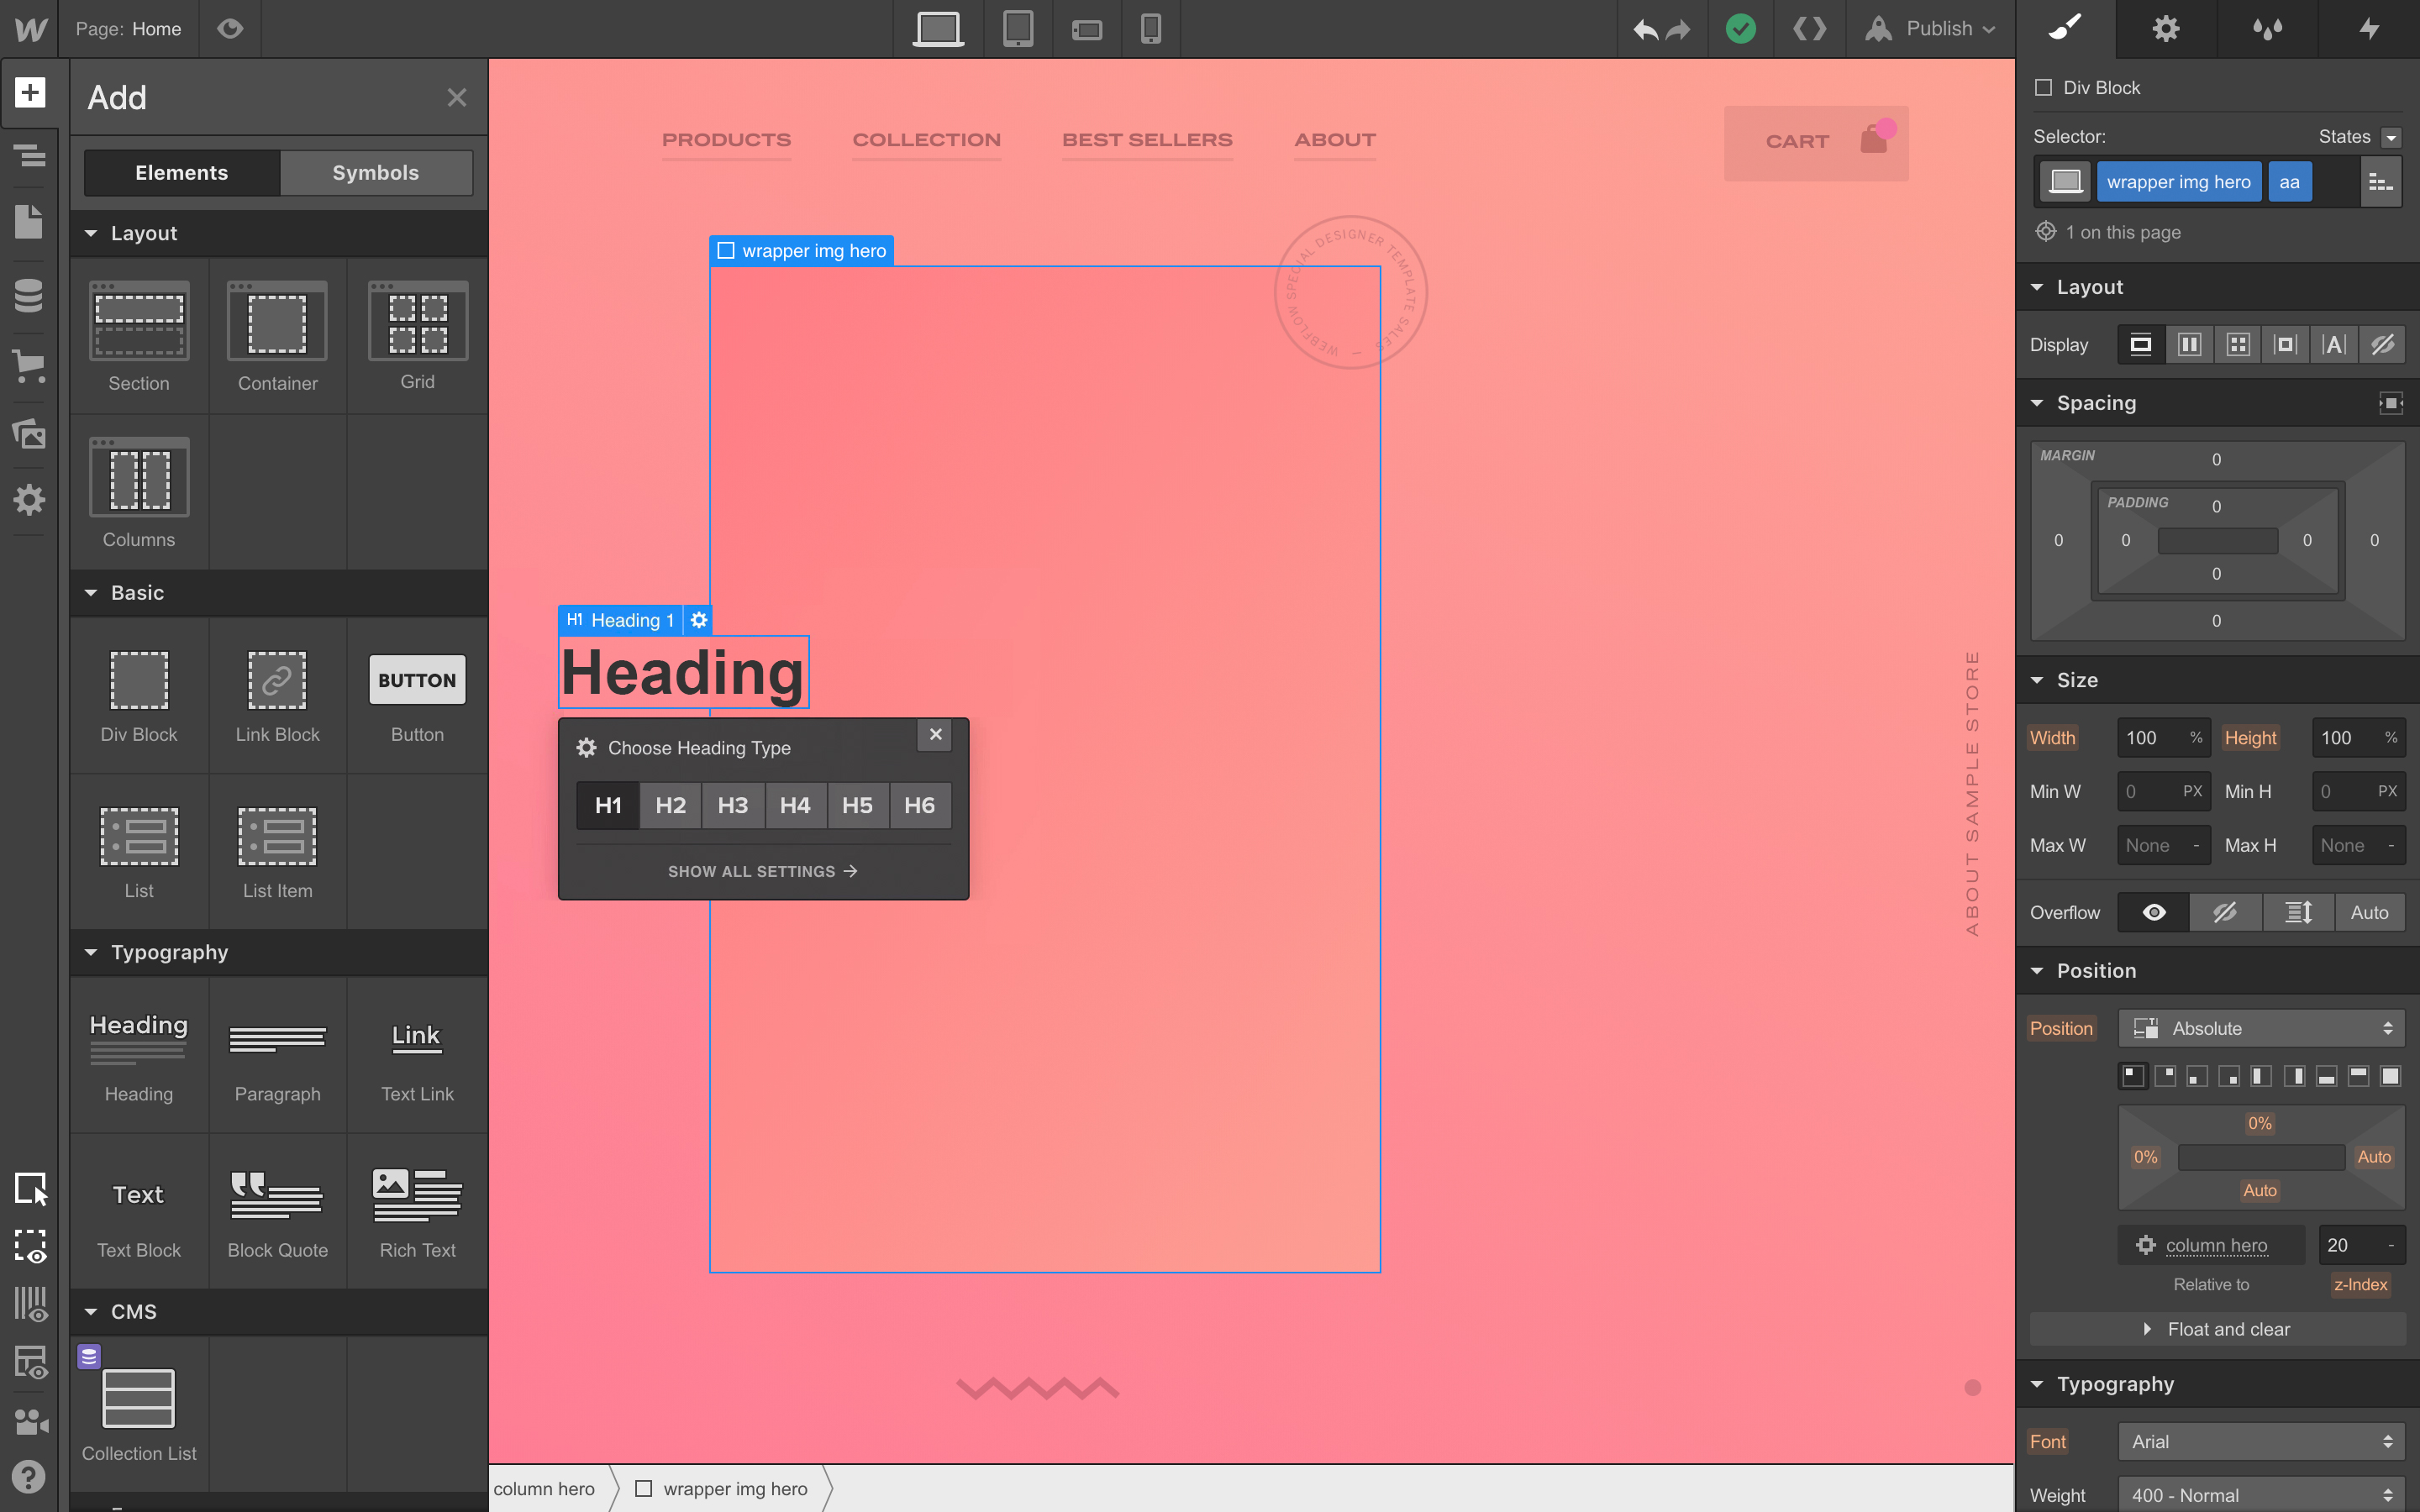 Page: Home
Publish
Add
Elements
Symbols
Layout
Section
Container
Grid
Columns
Basic
Div Block
Link Block
BUTTON
Button
List
List Item
Typography
Heading
Heading
Paragraph
Link
Text Link
Text
Text Block
Block Quote
Rich Text
CMS
Collection List
PRODUCTS
COLLECTION
BEST SELLERS
ABOUT
CART
WEBFLOW SPECIAL DESIGNER TEMPLATE SALES —
wrapper img hero
H1 Heading 1
Heading
Choose Heading Type
H1 H2 H3 H4 H5 H6
SHOW ALL SETTINGS →
ABOUT SAMPLE STORE
column hero
wrapper img hero
Div Block
Selector:
States
wrapper img hero
aa
1 on this page
Layout
Display
Spacing
MARGIN
0
PADDING
0
0 0 0 0
0
0
Size
Width 100 % Height 100 %
Min W 0 PX Min H 0 PX
Max W None - Max H None -
Overflow
Auto
Position
Position Absolute
0%
0% Auto
Auto
column hero 20 -
Relative to z-Index
Float and clear
Typography
Font Arial
Weight 400 - Normal